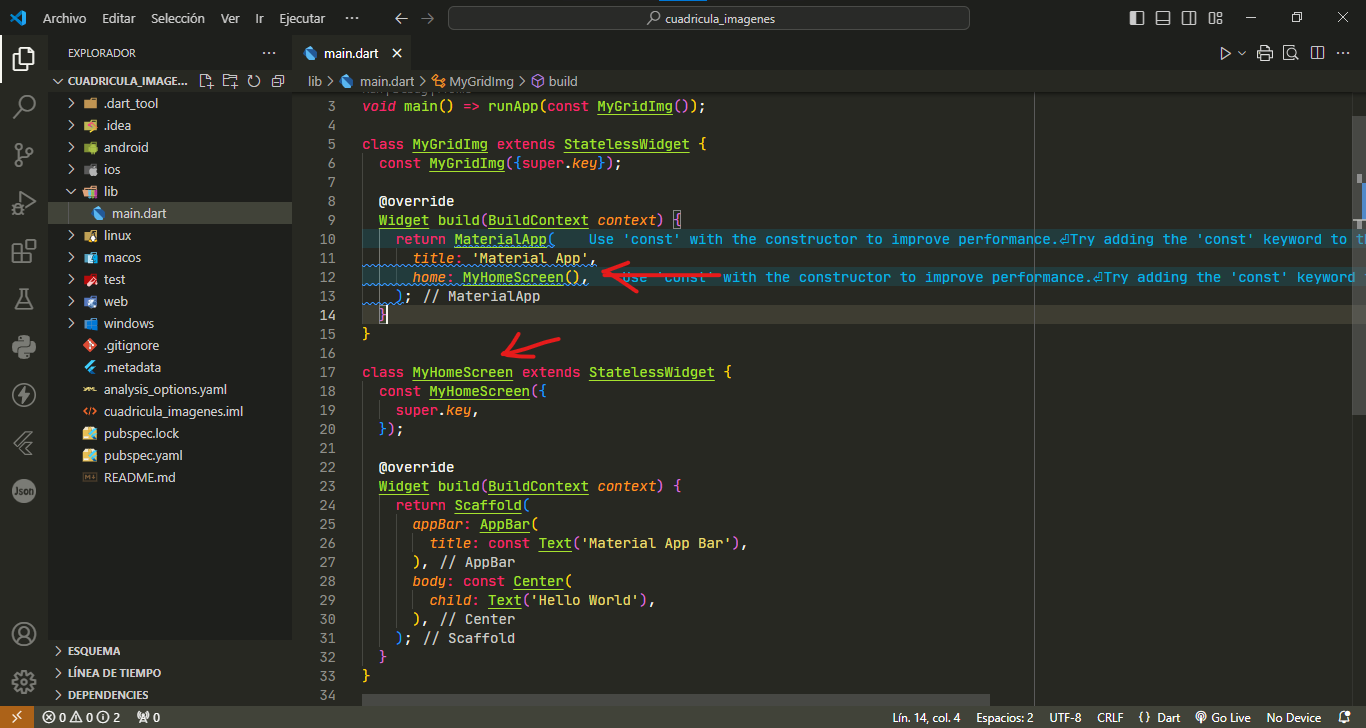 Archivo Editar Selección Ver Ir Ejecutar ··· cuadricula_imagenes
EXPLORADOR ···
CUADRICULA_IMAGE...
.dart_tool
.idea
android
ios
lib
main.dart
linux
macos
test
web
windows
.gitignore
.metadata
analysis_options.yaml
cuadricula_imagenes.iml
pubspec.lock
pubspec.yaml
README.md
ESQUEMA
LÍNEA DE TIEMPO
DEPENDENCIES
Json
main.dart
lib > main.dart > MyGridImg > build
3 void main() => runApp(const MyGridImg());
4
5 class MyGridImg extends StatelessWidget {
6 const MyGridImg({super.key});
7
8 @override
9 Widget build(BuildContext context) {
10 return MaterialApp( Use 'const' with the constructor to improve performance.⏎Try adding the 'const' keyword to t
11 title: 'Material App',
12 home: MyHomeScreen(), Use 'const' with the constructor to improve performance.⏎Try adding the 'const' keyword
13 ); // MaterialApp
14 }
15 }
16
17 class MyHomeScreen extends StatelessWidget {
18 const MyHomeScreen({
19 super.key,
20 });
21
22 @override
23 Widget build(BuildContext context) {
24 return Scaffold(
25 appBar: AppBar(
26 title: const Text('Material App Bar'),
27 ), // AppBar
28 body: const Center(
29 child: Text('Hello World'),
30 ), // Center
31 ); // Scaffold
32 }
33 }
34
0 0 2 0 Lín. 14, col. 4 Espacios: 2 UTF-8 CRLF {} Dart Go Live No Device